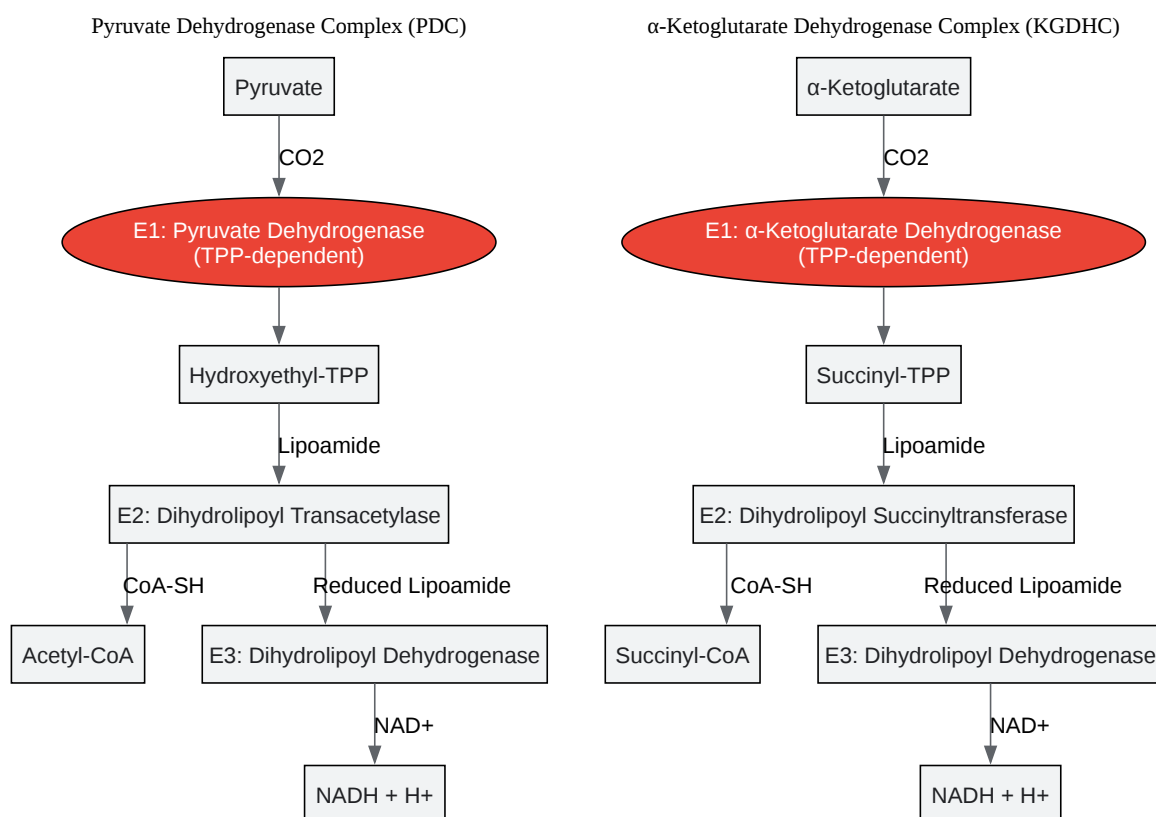 Pyruvate Dehydrogenase Complex (PDC)
Pyruvate
CO2
E1: Pyruvate Dehydrogenase
(TPP-dependent)
Hydroxyethyl-TPP
Lipoamide
E2: Dihydrolipoyl Transacetylase
CoA-SH
Reduced Lipoamide
Acetyl-CoA
E3: Dihydrolipoyl Dehydrogenase
NAD+
NADH + H+
α-Ketoglutarate Dehydrogenase Complex (KGDHC)
α-Ketoglutarate
CO2
E1: α-Ketoglutarate Dehydrogenase
(TPP-dependent)
Succinyl-TPP
Lipoamide
E2: Dihydrolipoyl Succinyltransferase
CoA-SH
Reduced Lipoamide
Succinyl-CoA
E3: Dihydrolipoyl Dehydrogenase
NAD+
NADH + H+